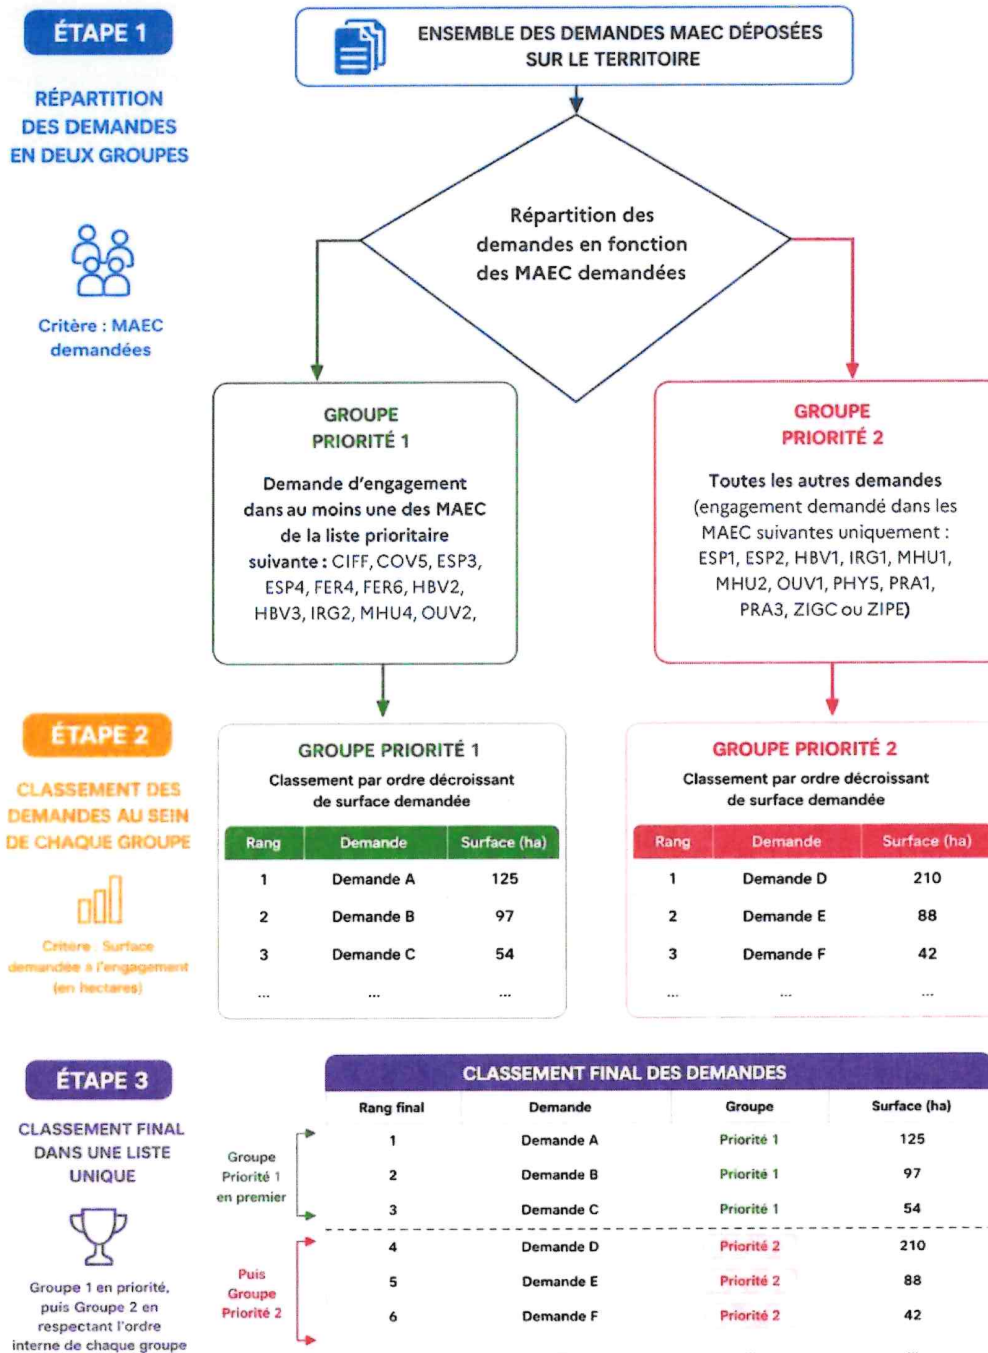 ÉTAPE 1
RÉPARTITION
DES DEMANDES
EN DEUX GROUPES
Critère : MAEC
demandées
ENSEMBLE DES DEMANDES MAEC DÉPOSÉES
SUR LE TERRITOIRE
Répartition des
demandes en fonction
des MAEC demandées
GROUPE
PRIORITÉ 1
Demande d'engagement
dans au moins une des MAEC
de la liste prioritaire
suivante : CIFF, COV5, ESP3,
ESP4, FER4, FER6, HBV2,
HBV3, IRG2, MHU4, OUV2,
GROUPE
PRIORITÉ 2
Toutes les autres demandes
(engagement demandé dans les
MAEC suivantes uniquement :
ESP1, ESP2, HBV1, IRG1, MHU1,
MHU2, OUV1, PHY5, PRA1,
PRA3, ZIGC ou ZIPE)
ÉTAPE 2
CLASSEMENT DES
DEMANDES AU SEIN
DE CHAQUE GROUPE
Critère : Surface
demandée à l'engagement
(en hectares)
GROUPE PRIORITÉ 1
Classement par ordre décroissant
de surface demandée
Rang Demande Surface (ha)
1 Demande A 125
2 Demande B 97
3 Demande C 54
... ... ...
GROUPE PRIORITÉ 2
Classement par ordre décroissant
de surface demandée
Rang Demande Surface (ha)
1 Demande D 210
2 Demande E 88
3 Demande F 42
... ... ...
ÉTAPE 3
CLASSEMENT FINAL
DANS UNE LISTE
UNIQUE
Groupe 1 en priorité,
puis Groupe 2 en
respectant l'ordre
interne de chaque groupe
Groupe
Priorité 1
en premier
Puis
Groupe
Priorité 2
CLASSEMENT FINAL DES DEMANDES
Rang final Demande Groupe Surface (ha)
1 Demande A Priorité 1 125
2 Demande B Priorité 1 97
3 Demande C Priorité 1 54
4 Demande D Priorité 2 210
5 Demande E Priorité 2 88
6 Demande F Priorité 2 42
...